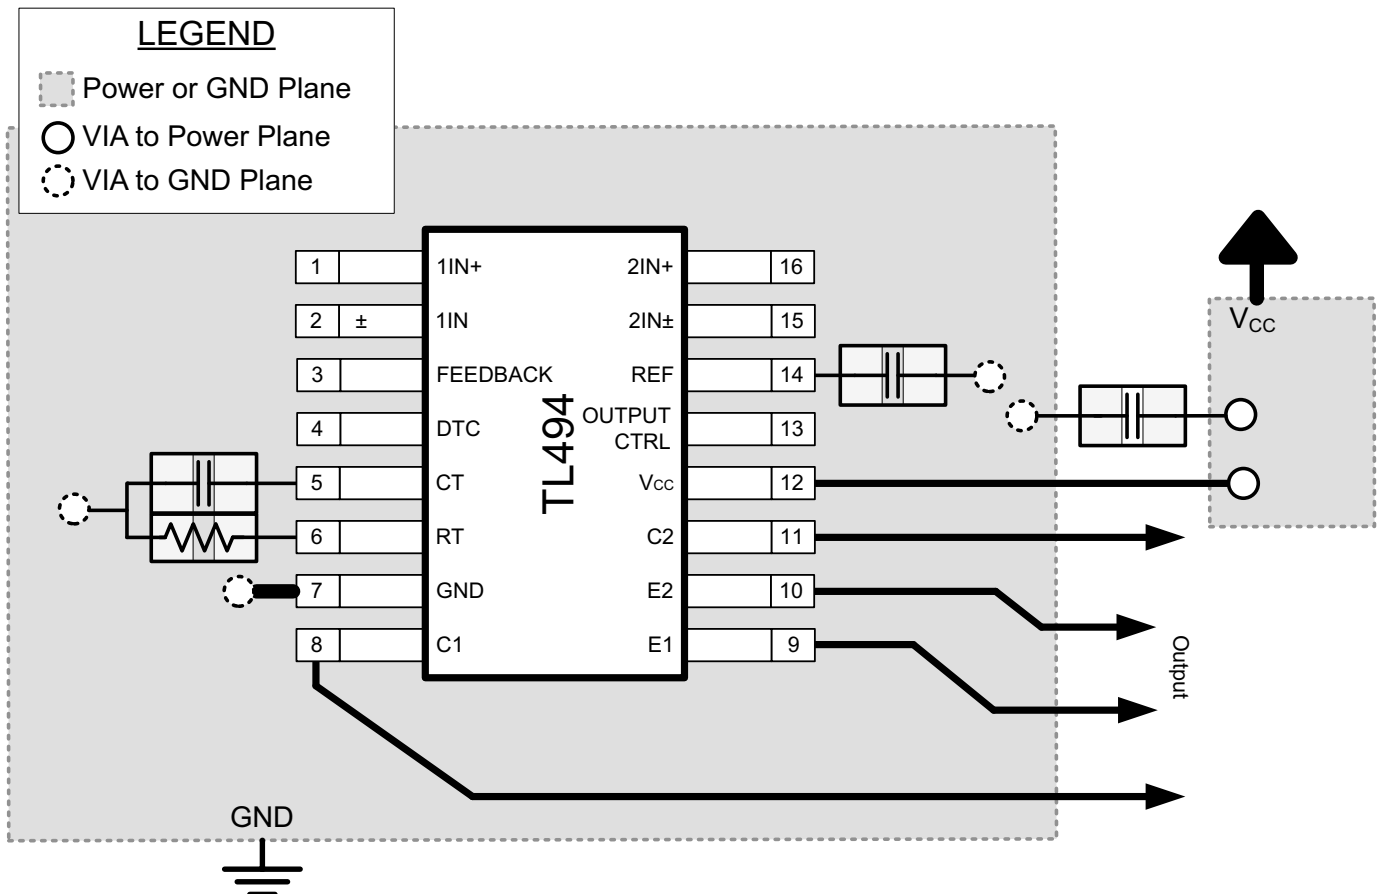 LEGEND
Power or GND Plane
VIA to Power Plane
VIA to GND Plane
1 1IN+ 2IN+ 16
2 ± 1IN 2IN± 15
3 FEEDBACK REF 14
4 DTC OUTPUT CTRL 13
5 CT VCC 12
6 RT C2 11
7 GND E2 10
8 C1 E1 9
TL494
VCC
Output
GND